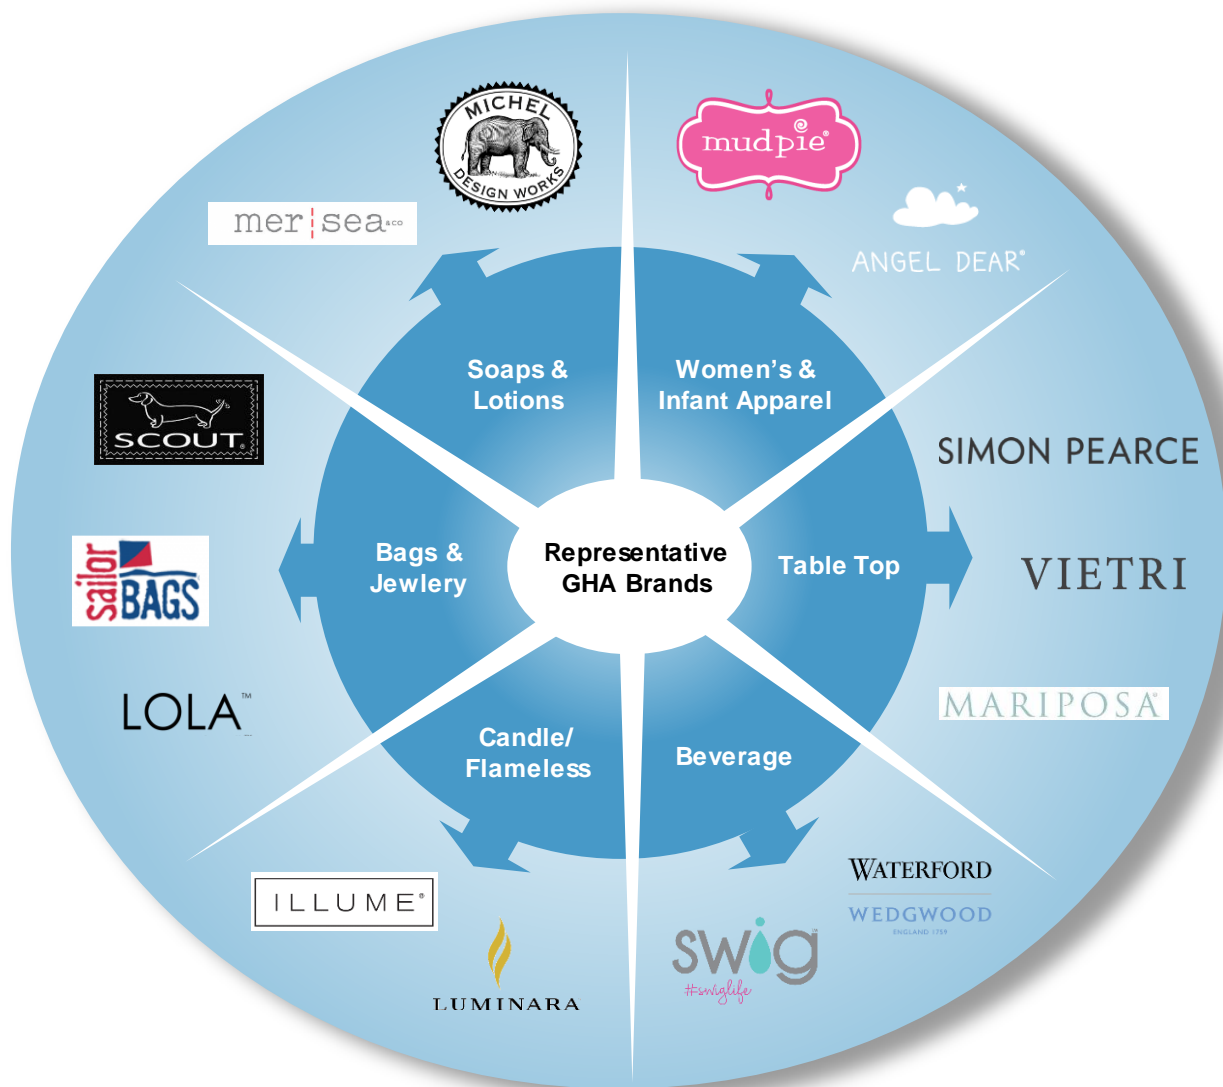 MICHEL
DESIGN WORKS
mudpie®
mer|sea &CO
ANGEL DEAR®
Soaps &
Lotions
Women's &
Infant Apparel
SCOUT®
SIMON PEARCE
Bags &
Jewlery
Representative
GHA Brands
Table Top
sailor
BAGS
VIETRI
LOLA™
MARIPOSA®
Candle/
Flameless
Beverage
ILLUME®
WATERFORD
WEDGWOOD
ENGLAND 1759
LUMINARA
swig™
#swiglife